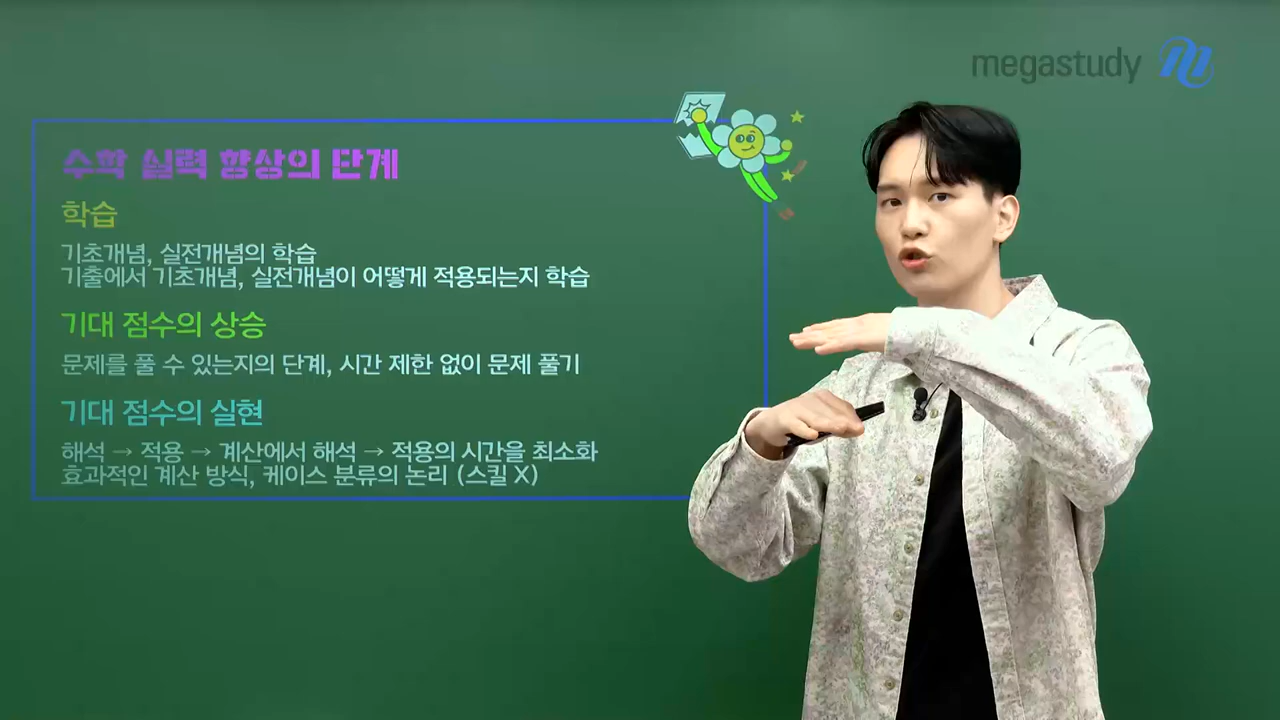 megastudy
수학 실력 향상의 단계
학습
기초개념, 실전개념의 학습
기출에서 기초개념, 실전개념이 어떻게 적용되는지 학습
기대 점수의 상승
문제를 풀 수 있는지의 단계, 시간 제한 없이 문제 풀기
기대 점수의 실현
해석 → 적용 → 계산에서 해석 → 적용의 시간을 최소화
효과적인 계산 방식, 케이스 분류의 논리 (스킬 X)